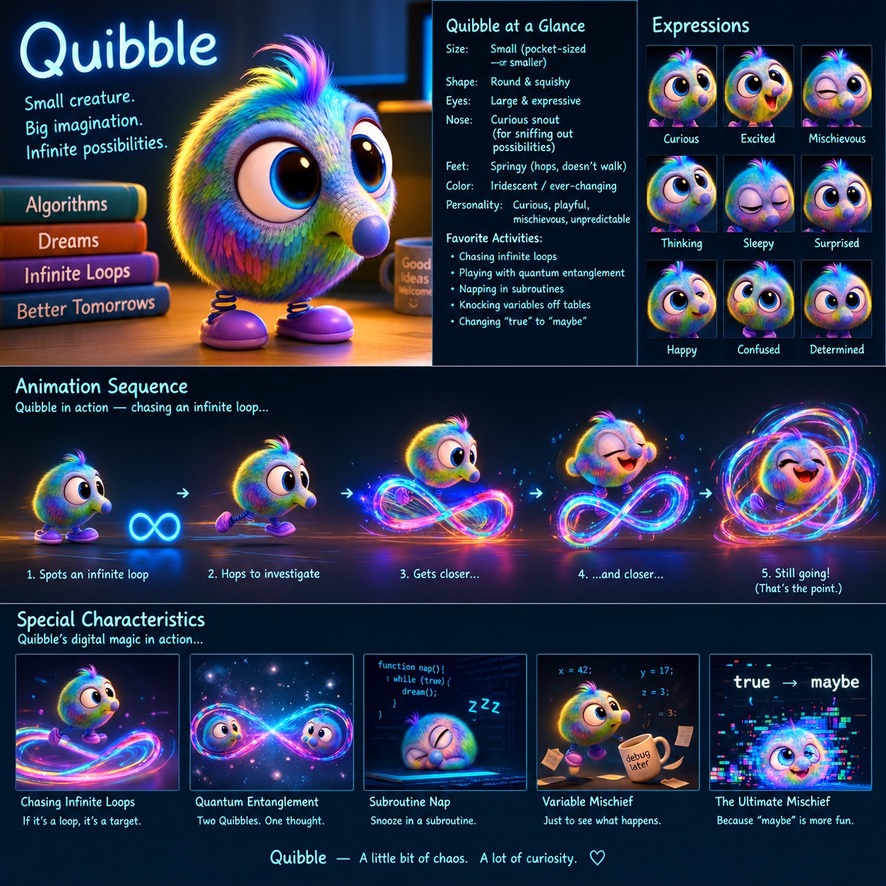 Quibble
Small creature.
Big imagination.
Infinite possibilities.
Algorithms
Dreams
Infinite Loops
Better Tomorrows
Good
Ideas
Welcome
Quibble at a Glance
Size: Small (pocket-sized
—or smaller)
Shape: Round & squishy
Eyes: Large & expressive
Nose: Curious snout
(for sniffing out
possibilities)
Feet: Springy (hops, doesn't walk)
Color: Iridescent / ever-changing
Personality: Curious, playful,
mischievous, unpredictable
Favorite Activities:
• Chasing infinite loops
• Playing with quantum entanglement
• Napping in subroutines
• Knocking variables off tables
• Changing "true" to "maybe"
Expressions
Curious Excited Mischievous
Thinking Sleepy Surprised
Happy Confused Determined
Animation Sequence
Quibble in action — chasing an infinite loop...
1. Spots an infinite loop
2. Hops to investigate
3. Gets closer...
4. ...and closer...
5. Still going!
(That's the point.)
Special Characteristics
Quibble's digital magic in action...
Chasing Infinite Loops
If it's a loop, it's a target.
Quantum Entanglement
Two Quibbles. One thought.
function nap(){
: while (true){
dream();
}
}
zzz
Subroutine Nap
Snooze in a subroutine.
x = 42;
y = 17;
z = 3;
= 3;
debug
later
Variable Mischief
Just to see what happens.
true → maybe
The Ultimate Mischief
Because "maybe" is more fun.
Quibble — A little bit of chaos. A lot of curiosity. ♡